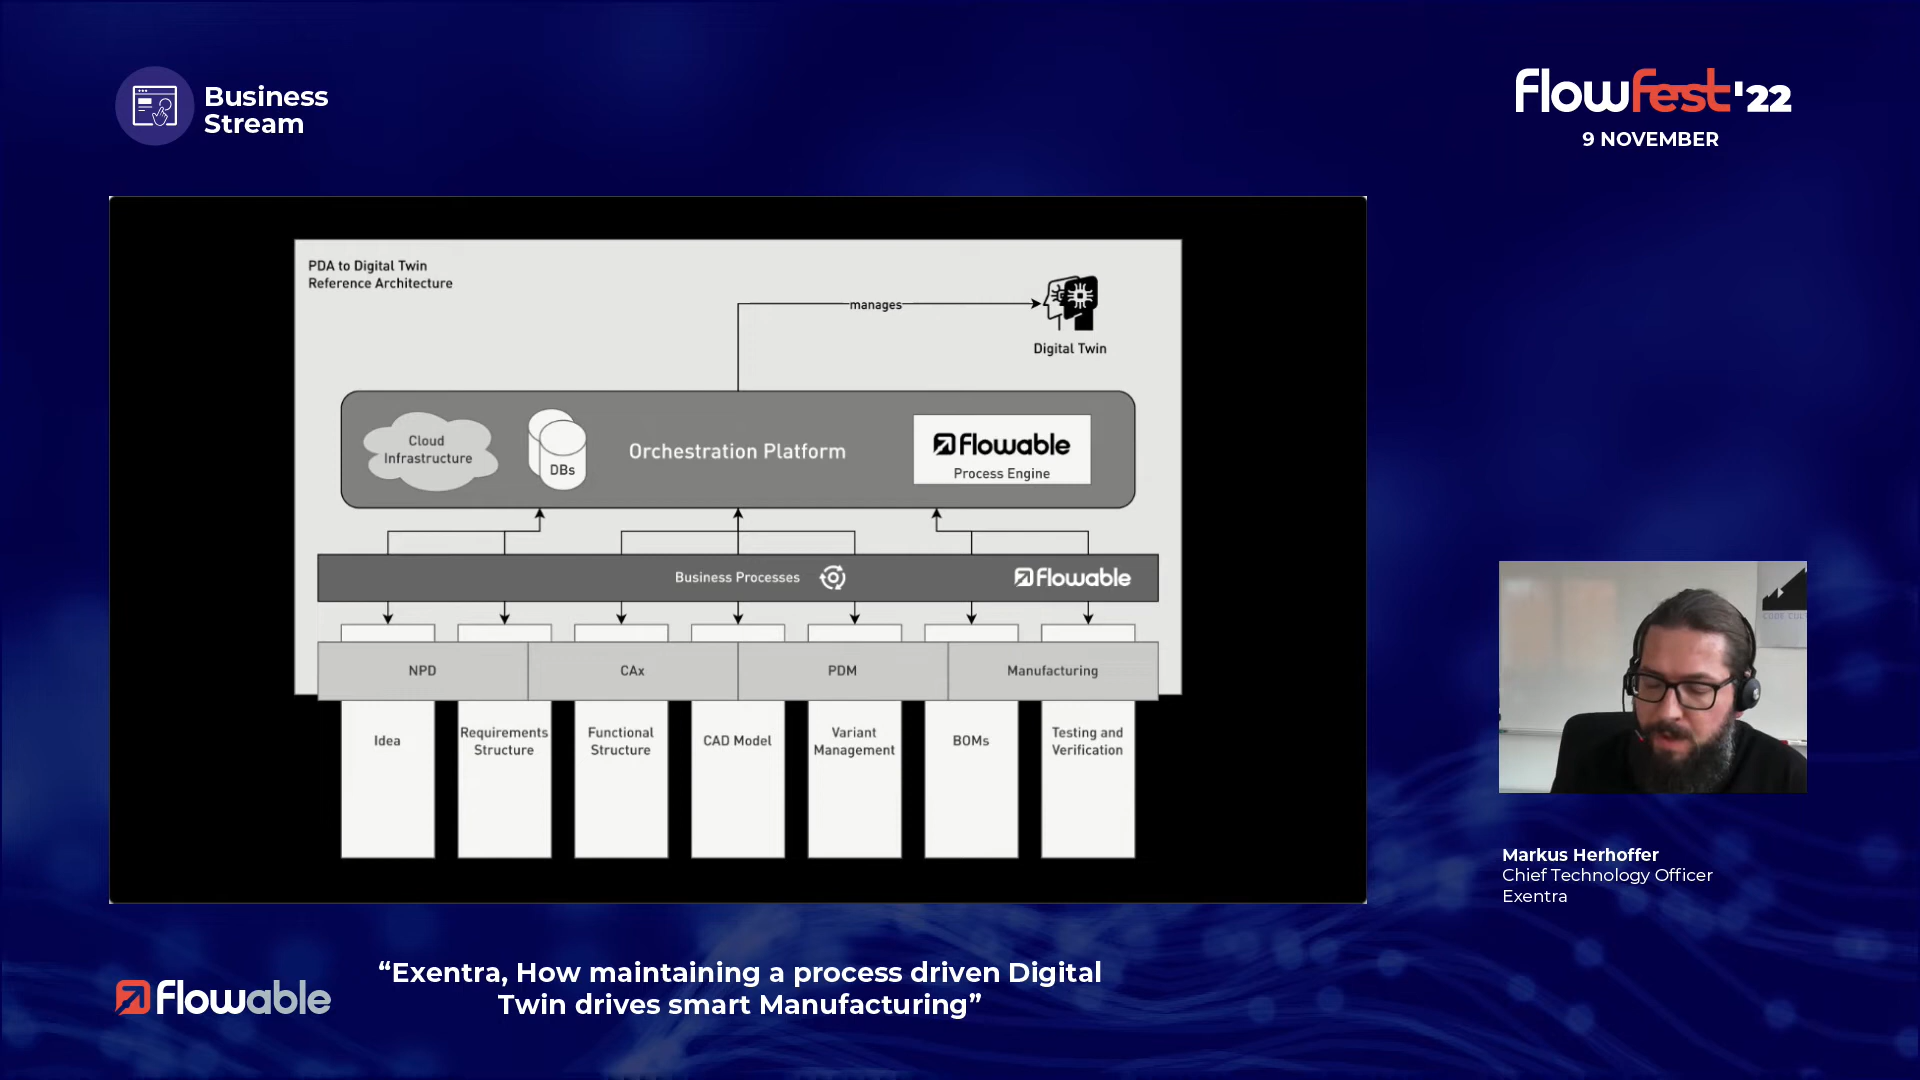 Business
Stream
flowfest'22
9 NOVEMBER
PDA to Digital Twin
Reference Architecture
manages
Digital Twin
Cloud
Infrastructure
DBs
Orchestration Platform
Flowable
Process Engine
Business Processes
Flowable
NPD
CAx
PDM
Manufacturing
Idea
Requirements
Structure
Functional
Structure
CAD Model
Variant
Management
BOMs
Testing and
Verification
CODE CULT
Markus Herhoffer
Chief Technology Officer
Exentra
Flowable
“Exentra, How maintaining a process driven Digital
Twin drives smart Manufacturing”